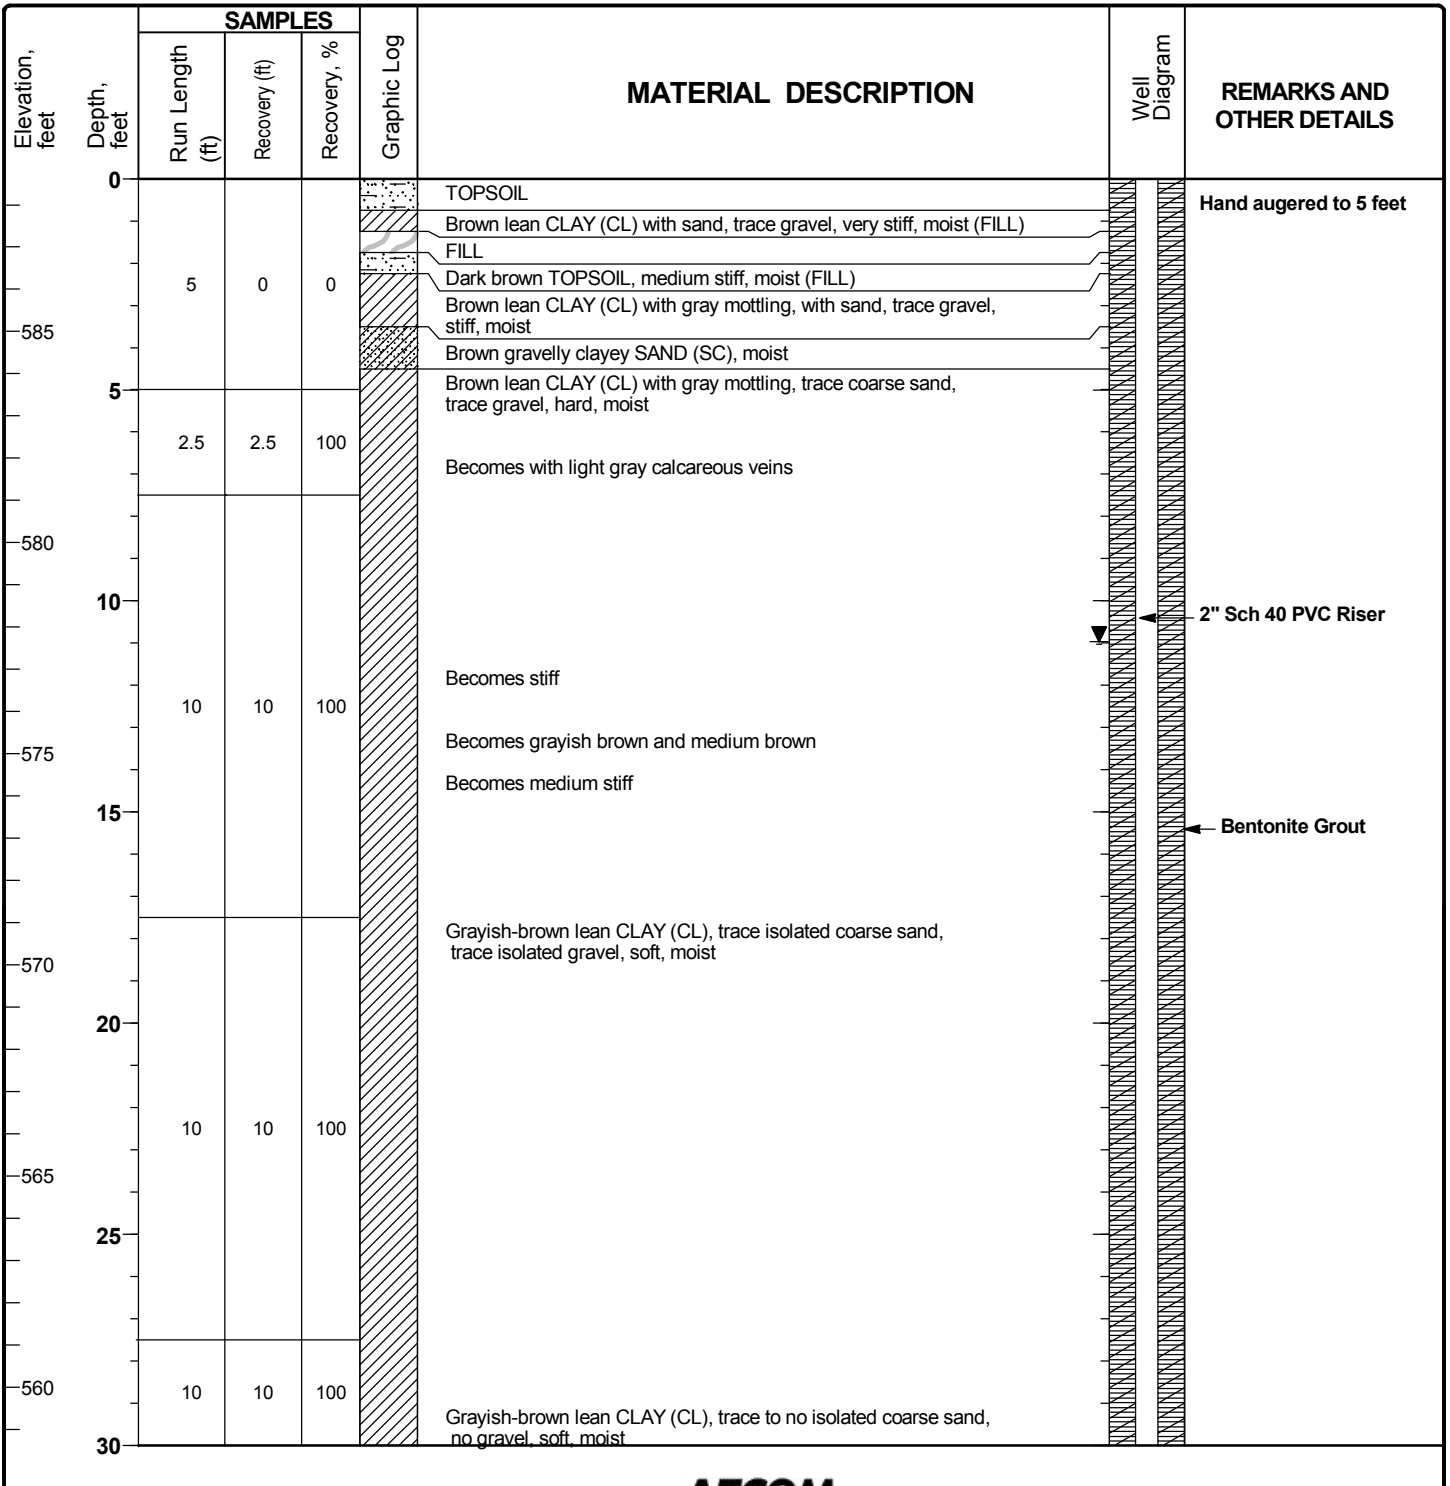 SAMPLES
Elevation,
feet
Depth,
feet
Run Length
(ft)
Recovery (ft)
Recovery, %
Graphic Log
MATERIAL DESCRIPTION
Well
Diagram
REMARKS AND
OTHER DETAILS
0
TOPSOIL
Hand augered to 5 feet
Brown lean CLAY (CL) with sand, trace gravel, very stiff, moist (FILL)
FILL
Dark brown TOPSOIL, medium stiff, moist (FILL)
5 0 0
Brown lean CLAY (CL) with gray mottling, with sand, trace gravel,
stiff, moist
585
Brown gravelly clayey SAND (SC), moist
5
Brown lean CLAY (CL) with gray mottling, trace coarse sand,
trace gravel, hard, moist
2.5 2.5 100
Becomes with light gray calcareous veins
580
10
2" Sch 40 PVC Riser
Becomes stiff
10 10 100
Becomes grayish brown and medium brown
575
Becomes medium stiff
15
Bentonite Grout
Grayish-brown lean CLAY (CL), trace isolated coarse sand,
trace isolated gravel, soft, moist
570
20
10 10 100
565
25
560
10 10 100
Grayish-brown lean CLAY (CL), trace to no isolated coarse sand,
no gravel, soft, moist
30
AECOM